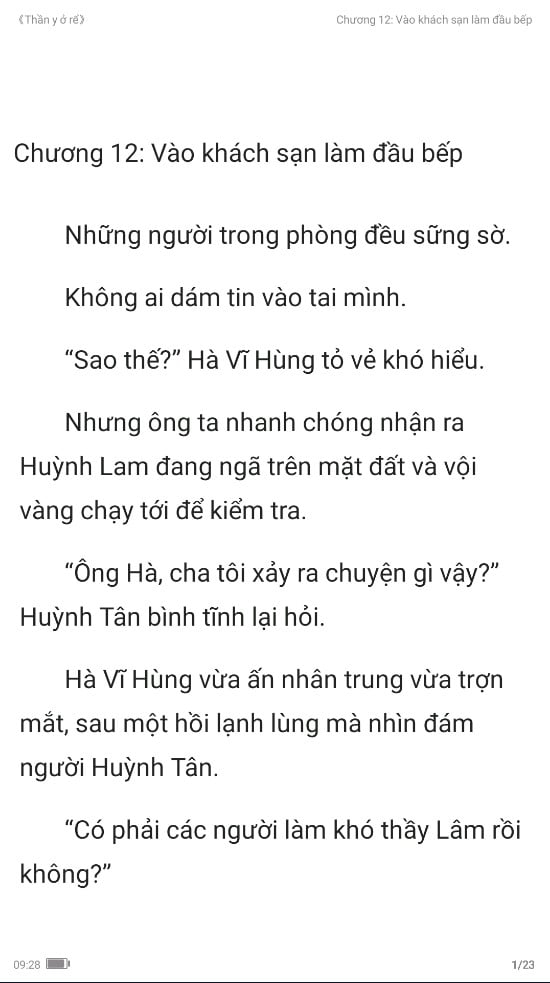 《Thần y ở rể》
Chương 12: Vào khách sạn làm đầu bếp
Chương 12: Vào khách sạn làm đầu bếp
Những người trong phòng đều sững sờ.
Không ai dám tin vào tai mình.
“Sao thế?” Hà Vĩ Hùng tỏ vẻ khó hiểu.
Nhưng ông ta nhanh chóng nhận ra
Huỳnh Lam đang ngã trên mặt đất và vội
vàng chạy tới để kiểm tra.
“Ông Hà, cha tôi xảy ra chuyện gì vậy?”
Huỳnh Tân bình tĩnh lại hỏi.
Hà Vĩ Hùng vừa ấn nhân trung vừa trợn
mắt, sau một hồi lạnh lùng mà nhìn đám
người Huỳnh Tân.
“Có phải các người làm khó thầy Lâm rồi
không?”
09:28
1/23